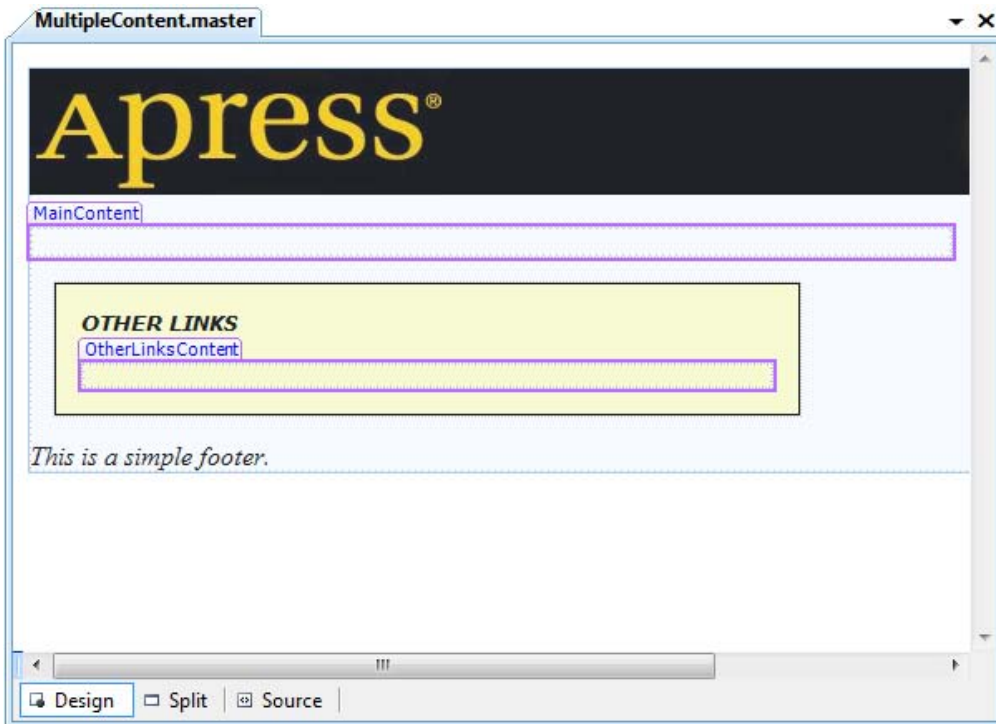 MultipleContent.master
Apress®
MainContent
OTHER LINKS
OtherLinksContent
This is a simple footer.
Design Split Source